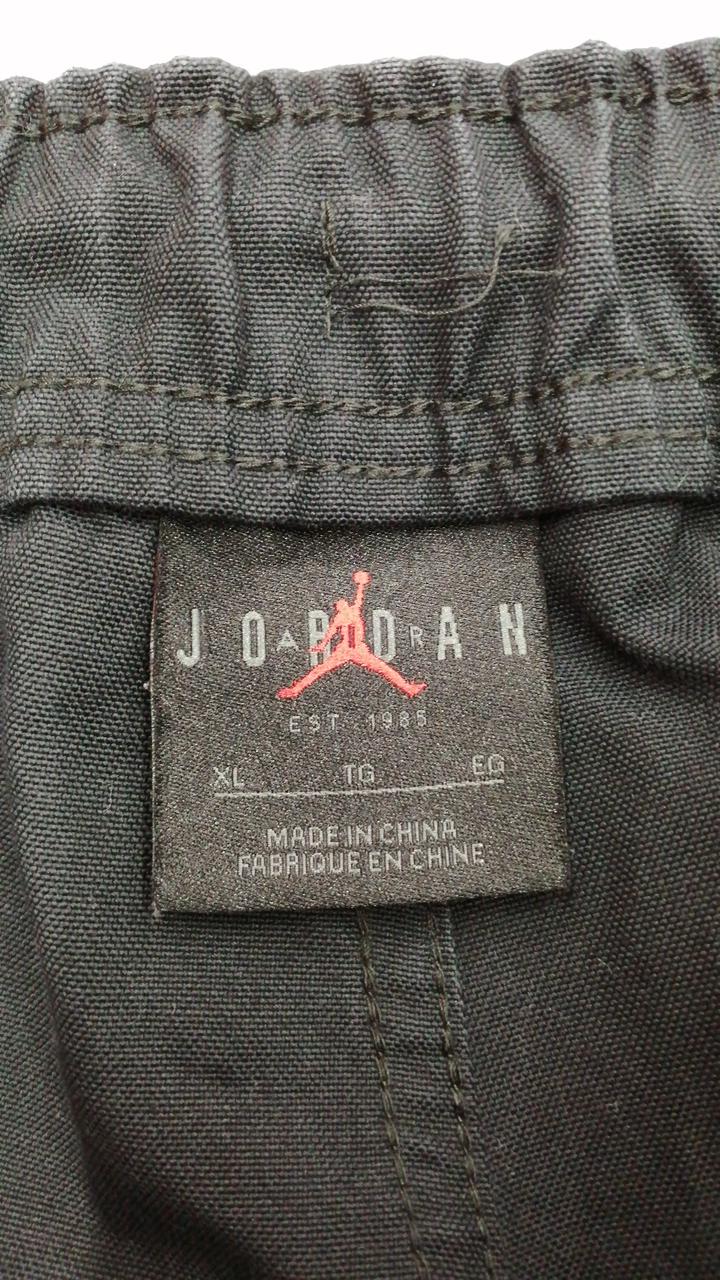 JORDAN
AIR
EST 1985
XL TG EG
MADE IN CHINA
FABRIQUE EN CHINE